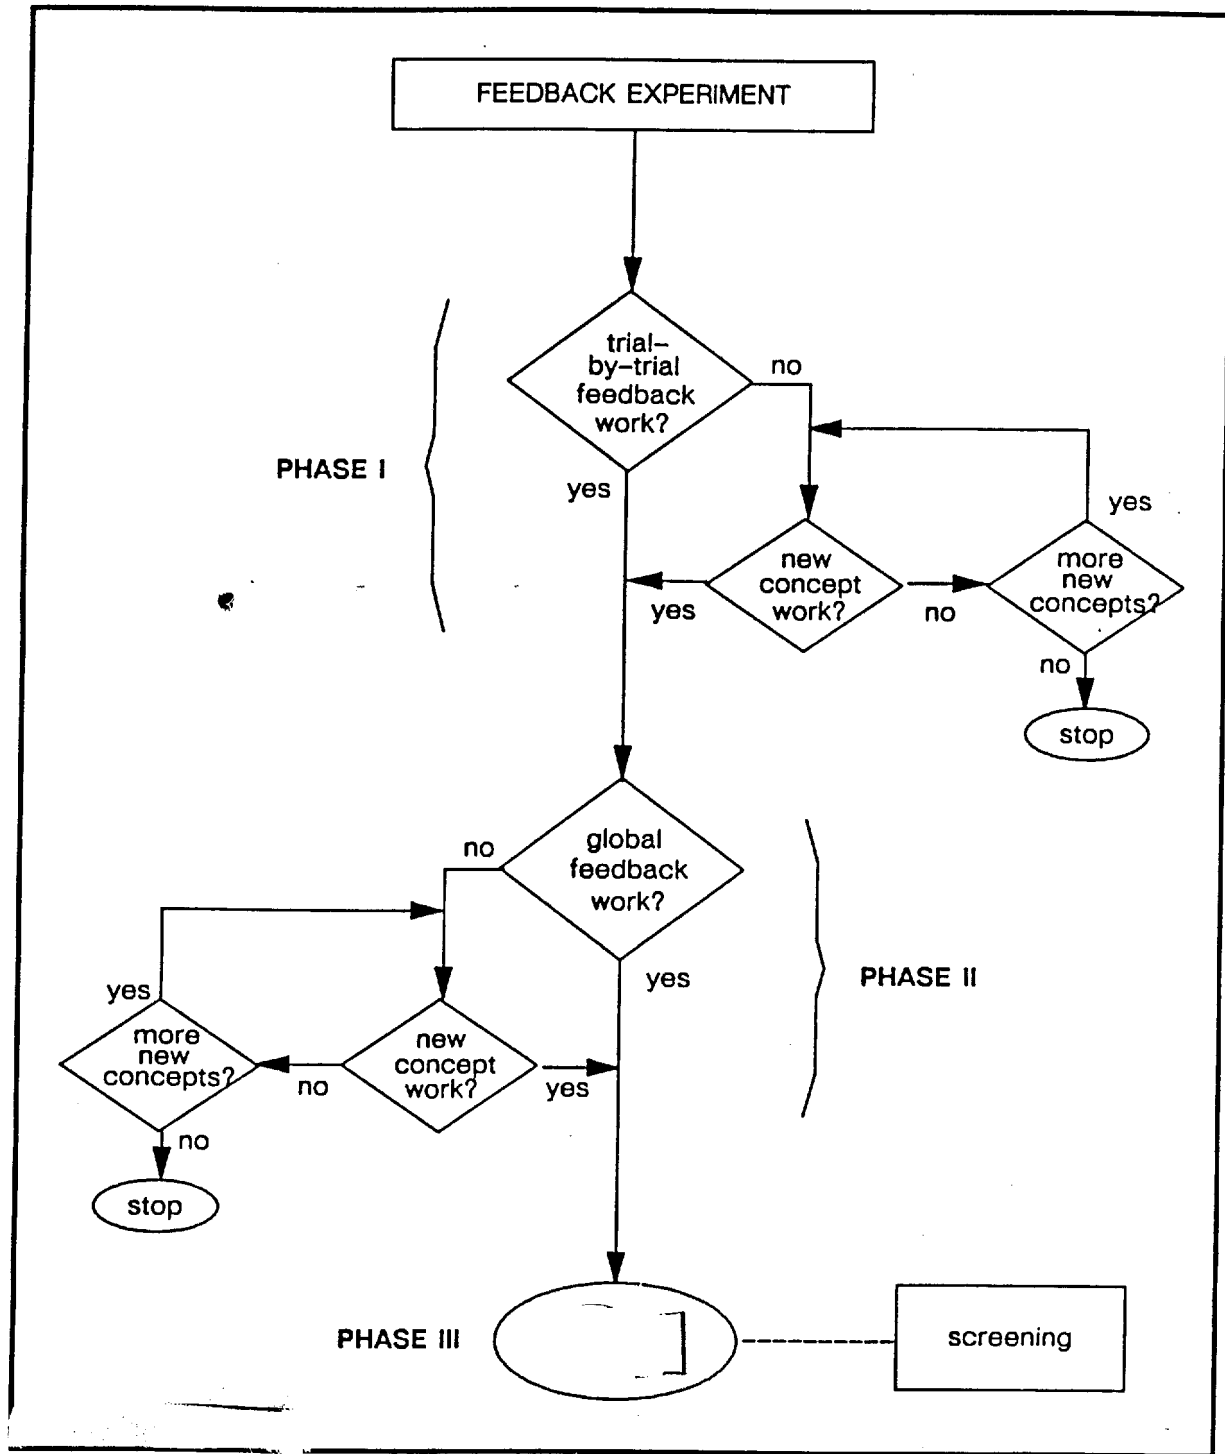 FEEDBACK EXPERIMENT
trial-
by-trial
feedback
work?
no
PHASE I
yes
yes
new
concept
work?
more
new
concepts?
yes
no
no
stop
no
global
feedback
work?
PHASE II
yes
yes
more
new
concepts?
new
concept
work?
no
yes
no
stop
PHASE III
screening